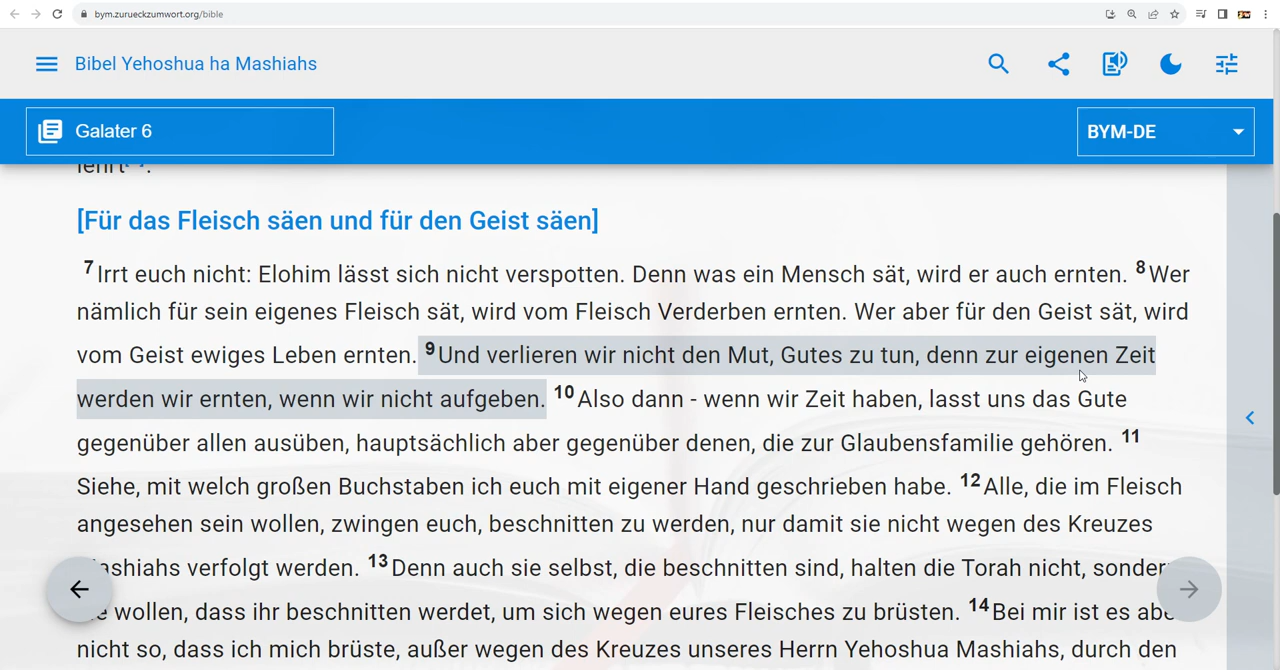 bym.zurueckzumwort.org/bible
Bibel Yehoshua ha Mashiahs
Galater 6
BYM-DE
[Für das Fleisch säen und für den Geist säen]
7 Irrt euch nicht: Elohim lässt sich nicht verspotten. Denn was ein Mensch sät, wird er auch ernten. 8 Wer
nämlich für sein eigenes Fleisch sät, wird vom Fleisch Verderben ernten. Wer aber für den Geist sät, wird
vom Geist ewiges Leben ernten. 9 Und verlieren wir nicht den Mut, Gutes zu tun, denn zur eigenen Zeit
werden wir ernten, wenn wir nicht aufgeben. 10 Also dann - wenn wir Zeit haben, lasst uns das Gute
gegenüber allen ausüben, hauptsächlich aber gegenüber denen, die zur Glaubensfamilie gehören. 11
Siehe, mit welch großen Buchstaben ich euch mit eigener Hand geschrieben habe. 12 Alle, die im Fleisch
angesehen sein wollen, zwingen euch, beschnitten zu werden, nur damit sie nicht wegen des Kreuzes
ashiahs verfolgt werden. 13 Denn auch sie selbst, die beschnitten sind, halten die Torah nicht, sonder
wollen, dass ihr beschnitten werdet, um sich wegen eures Fleisches zu brüsten. 14 Bei mir ist es abe
nicht so, dass ich mich brüste, außer wegen des Kreuzes unseres Herrn Yehoshua Mashiahs, durch den